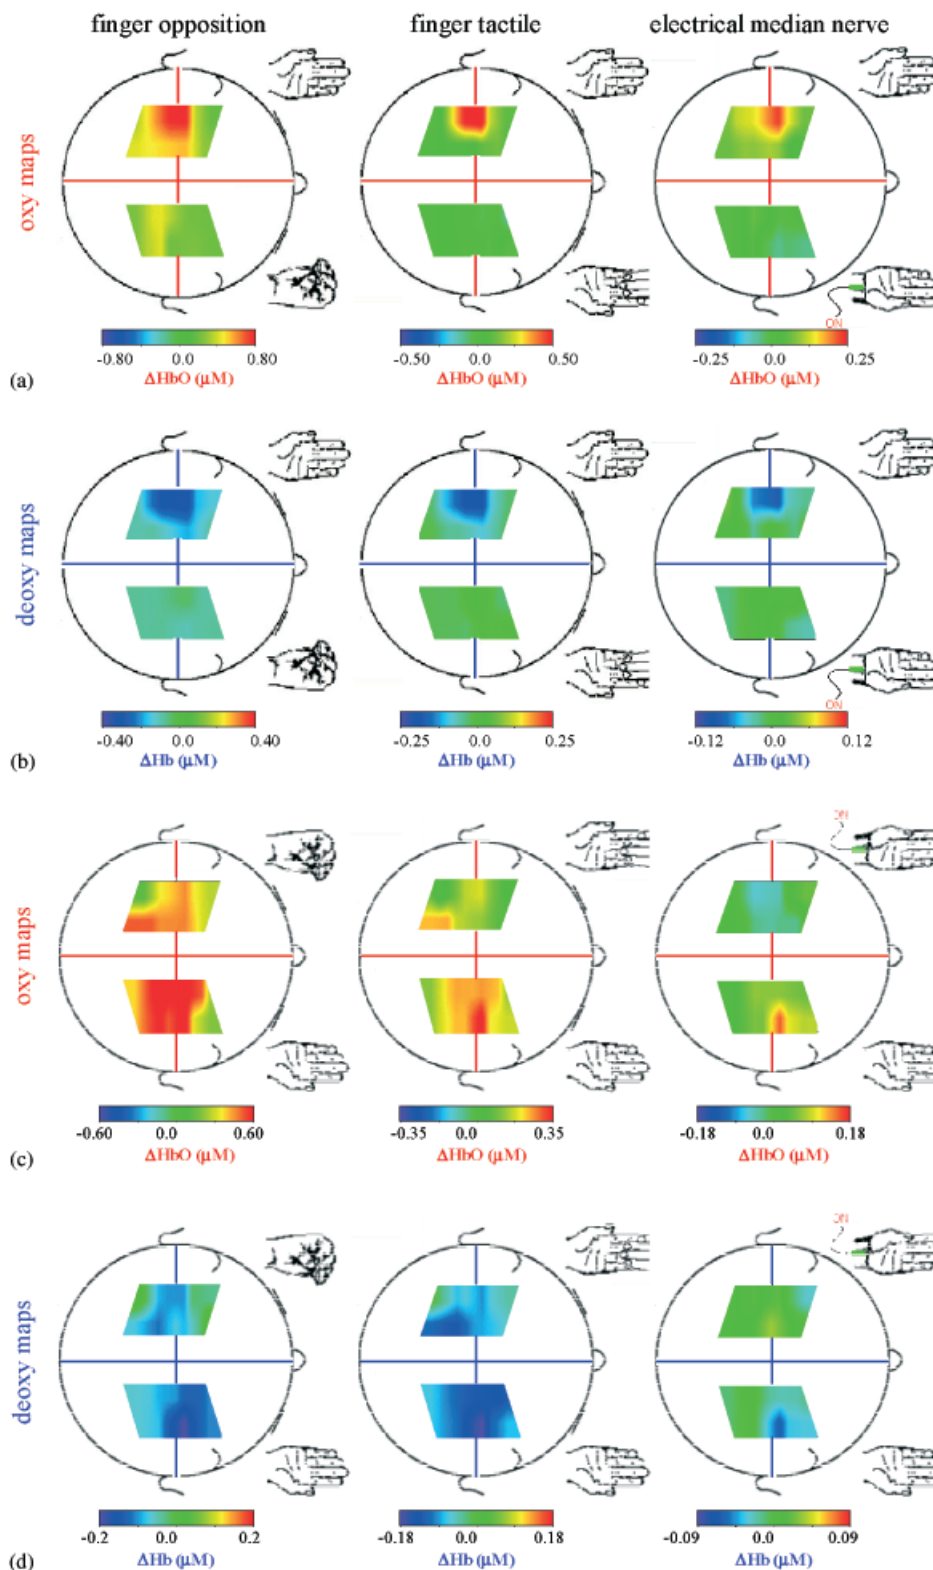 finger opposition finger tactile electrical median nerve
oxy maps
ON
-0.80 0.0 0.80 -0.50 0.0 0.50 -0.25 0.0 0.25
(a) ΔHbO (μM) ΔHbO (μM) ΔHbO (μM)
deoxy maps
ON
-0.40 0.0 0.40 -0.25 0.0 0.25 -0.12 0.0 0.12
(b) ΔHb (μM) ΔHb (μM) ΔHb (μM)
ON
oxy maps
-0.60 0.0 0.60 -0.35 0.0 0.35 -0.18 0.0 0.18
(c) ΔHbO (μM) ΔHbO (μM) ΔHbO (μM)
ON
deoxy maps
-0.2 0.0 0.2 -0.18 0.0 0.18 -0.09 0.0 0.09
(d) ΔHb (μM) ΔHb (μM) ΔHb (μM)